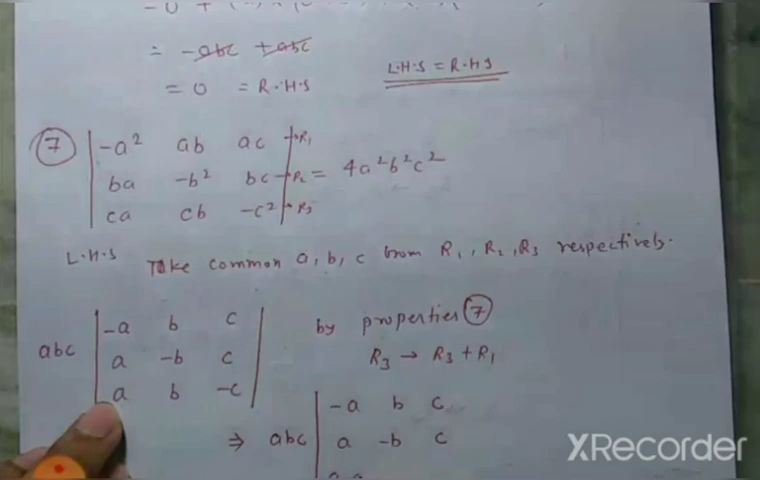 = -abc +abc
= 0 = R.H.S
L.H.S = R.H.S
7 | -a² ab ac | → R₁
| ba -b² bc | → R₂ = 4a²b²c²
| ca cb -c² | → R₃
L.H.S Take common a, b, c from R₁, R₂, R₃ respectively.
abc | -a b c |
| a -b c |
| a b -c |
by properties 7
R₃ → R₃ + R₁
⇒ abc | -a b c
| a -b c
XRecorder